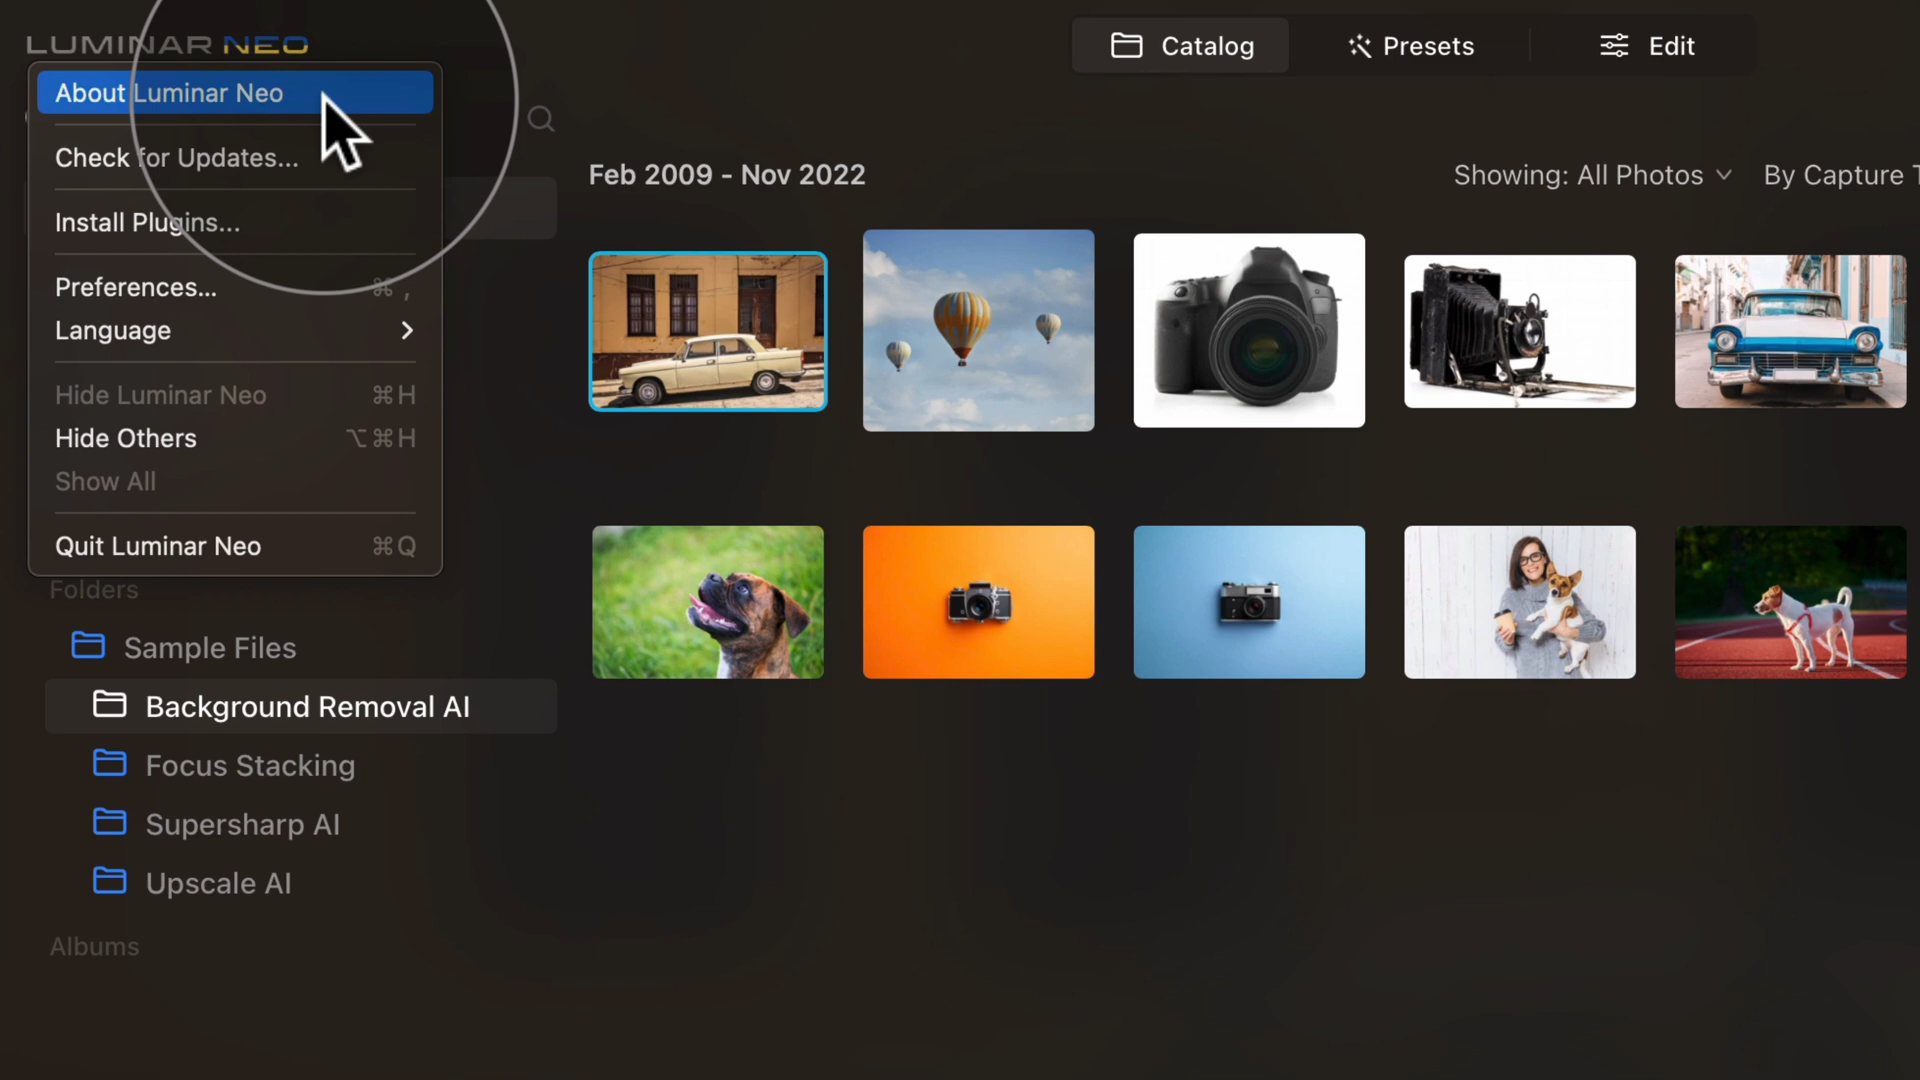 LUMINAR NEO
Catalog
Presets
Edit
About Luminar Neo
Check for Updates...
Install Plugins...
Preferences... ⌘ ,
Language
Hide Luminar Neo ⌘H
Hide Others ⌥⌘H
Show All
Quit Luminar Neo ⌘Q
Feb 2009 - Nov 2022
Showing: All Photos
By Capture
Folders
Sample Files
Background Removal AI
Focus Stacking
Supersharp AI
Upscale AI
Albums